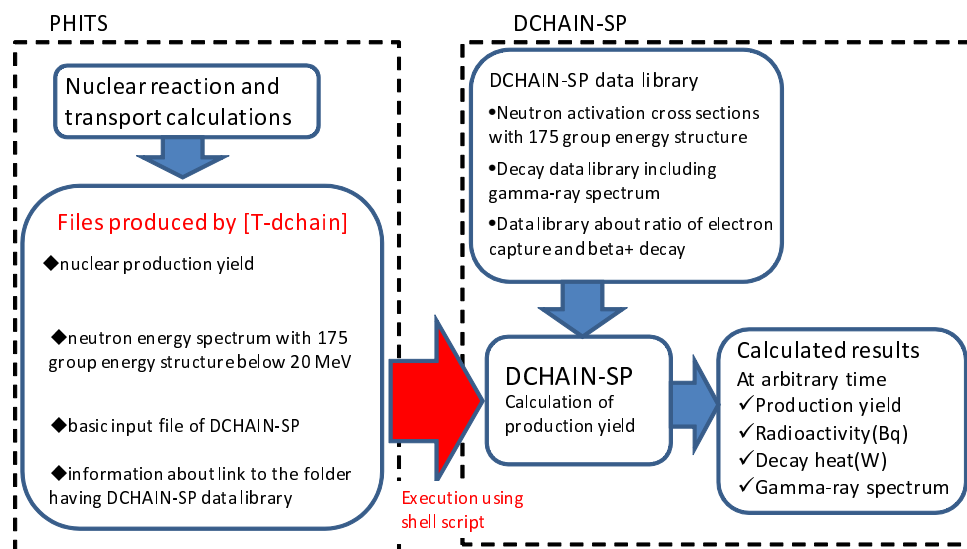 PHITS
Nuclear reaction and
transport calculations
Files produced by [T-dchain]
◆nuclear production yield
◆neutron energy spectrum with 175
group energy structure below 20 MeV
◆basic input file of DCHAIN-SP
◆information about link to the folder
having DCHAIN-SP data library
Execution using
shell script
DCHAIN-SP
DCHAIN-SP data library
•Neutron activation cross sections
with 175 group energy structure
•Decay data library including
gamma-ray spectrum
•Data library about ratio of electron
capture and beta+ decay
DCHAIN-SP
Calculation of
production yield
Calculated results
At arbitrary time
✓Production yield
✓Radioactivity(Bq)
✓Decay heat(W)
✓Gamma-ray spectrum